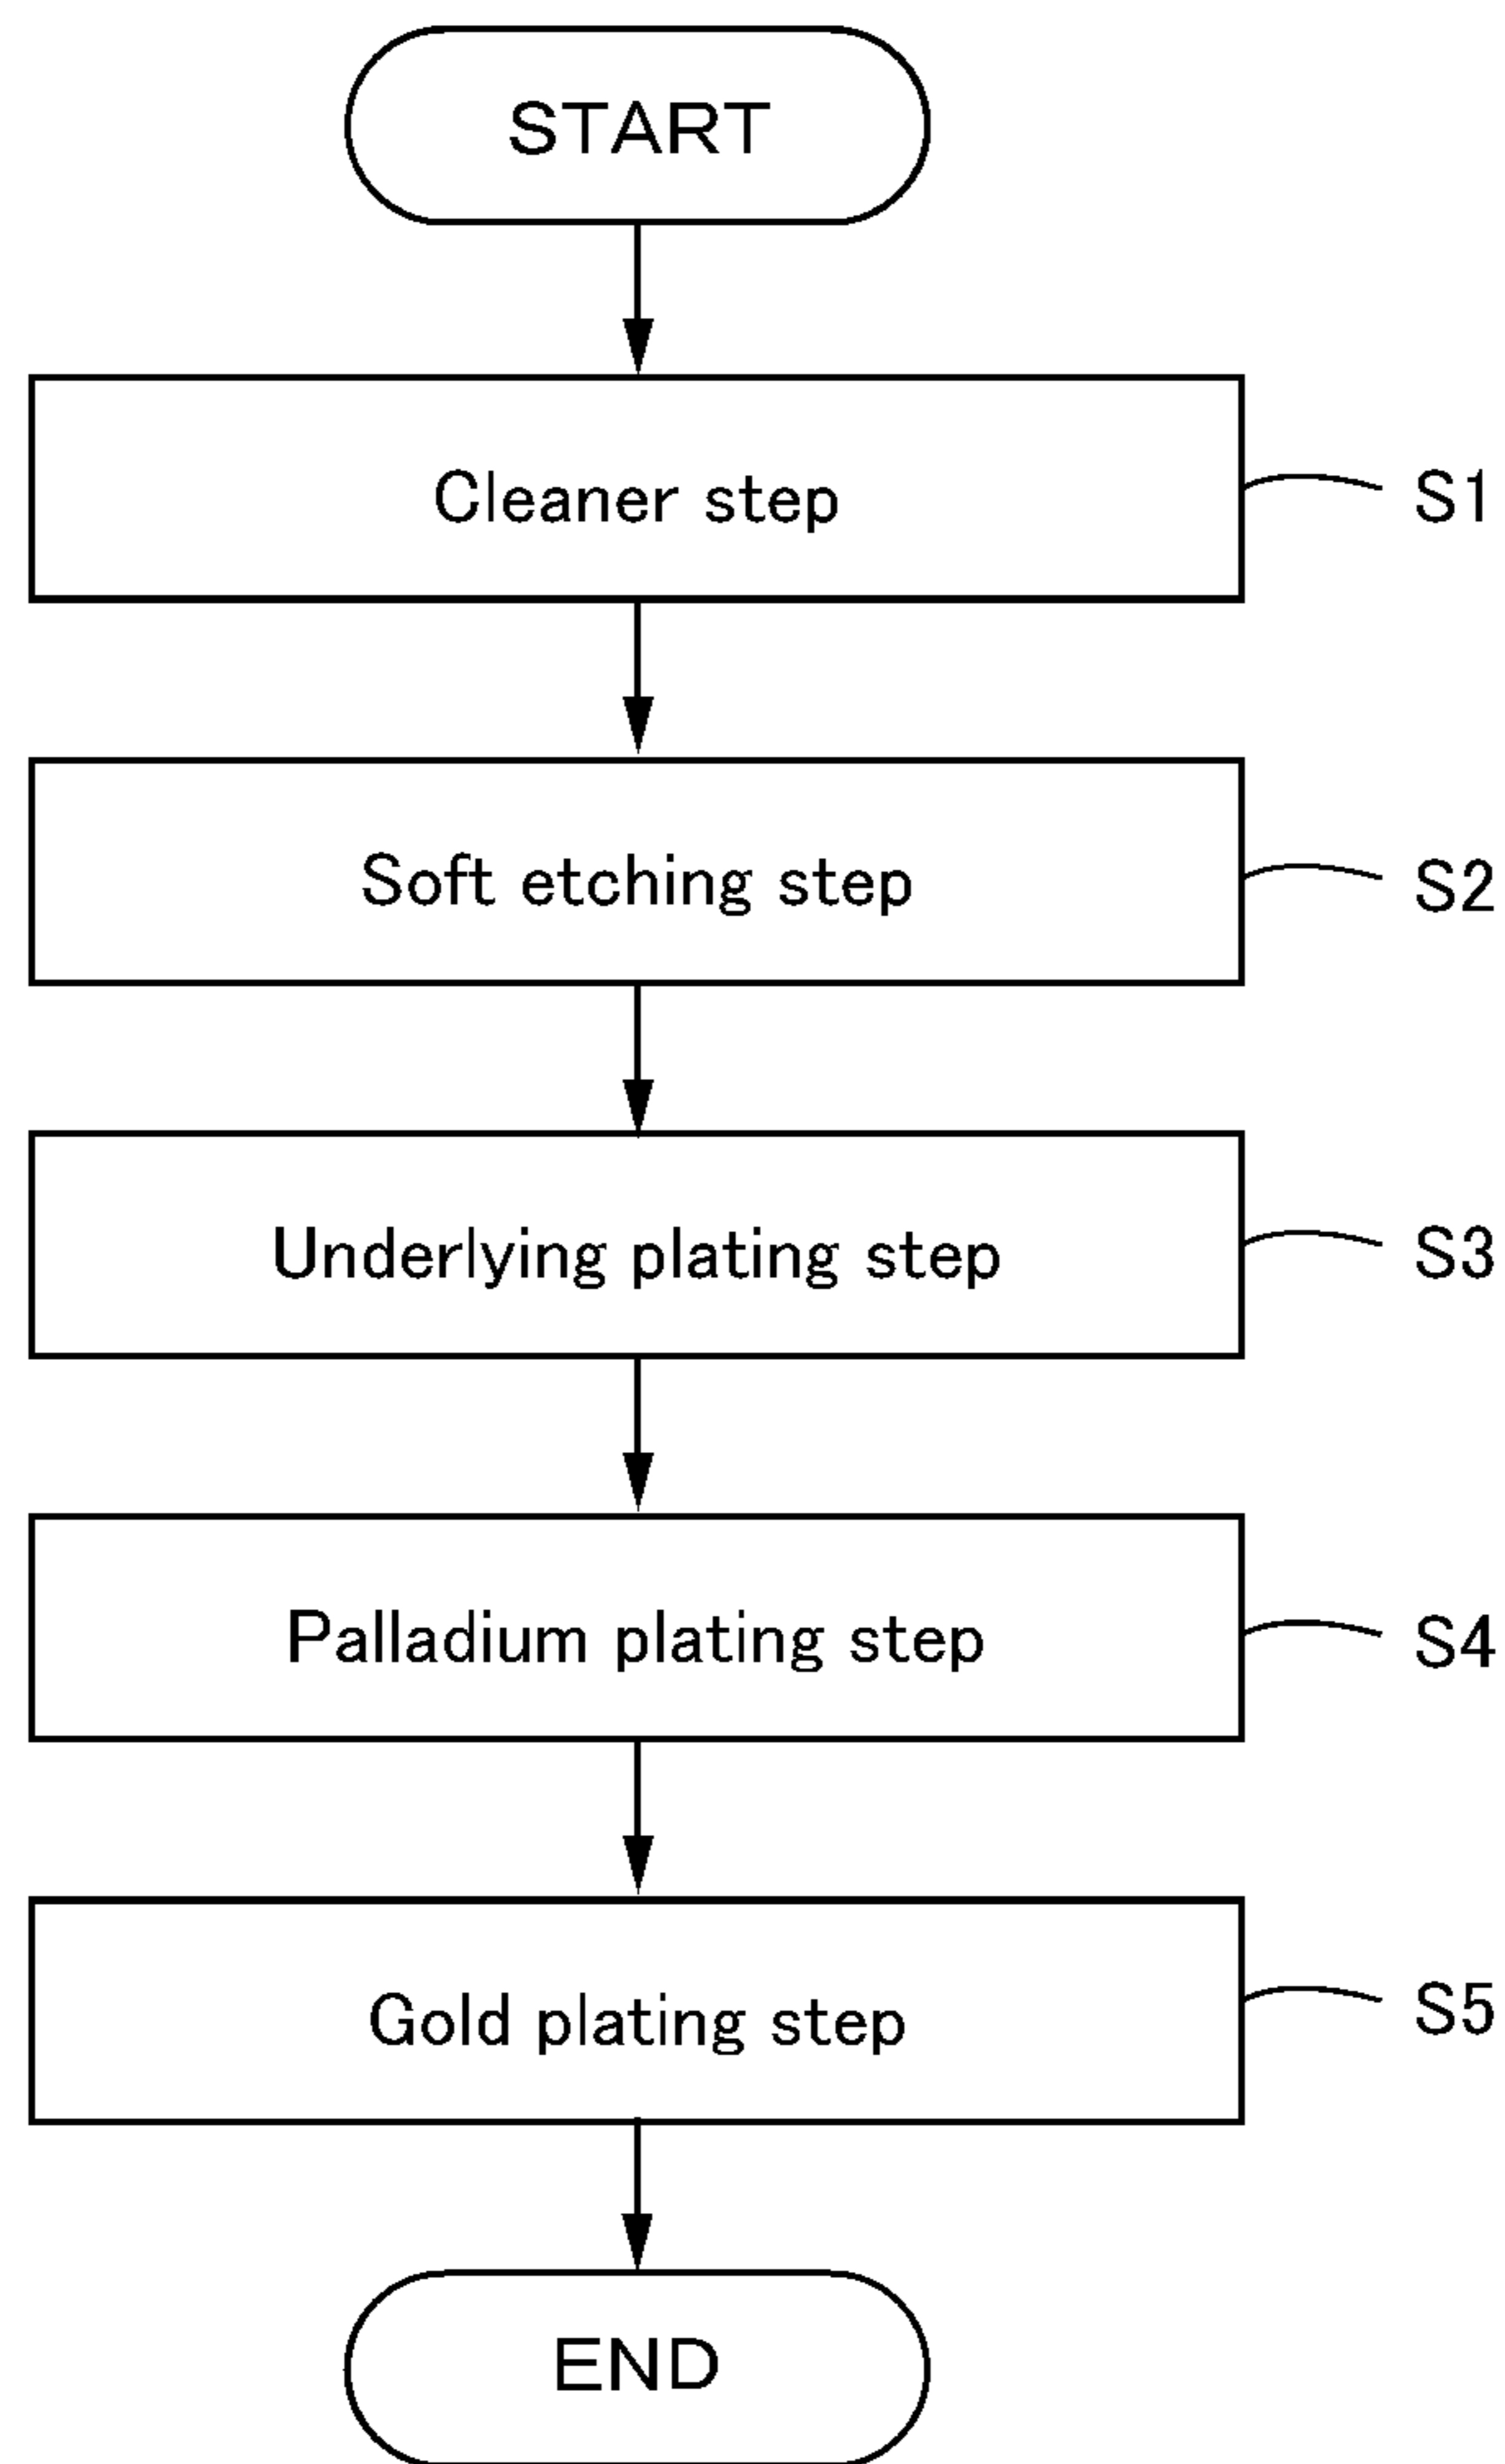 START
Cleaner step
S1
Soft etching step
S2
Underlying plating step
S3
Palladium plating step
S4
Gold plating step
S5
END